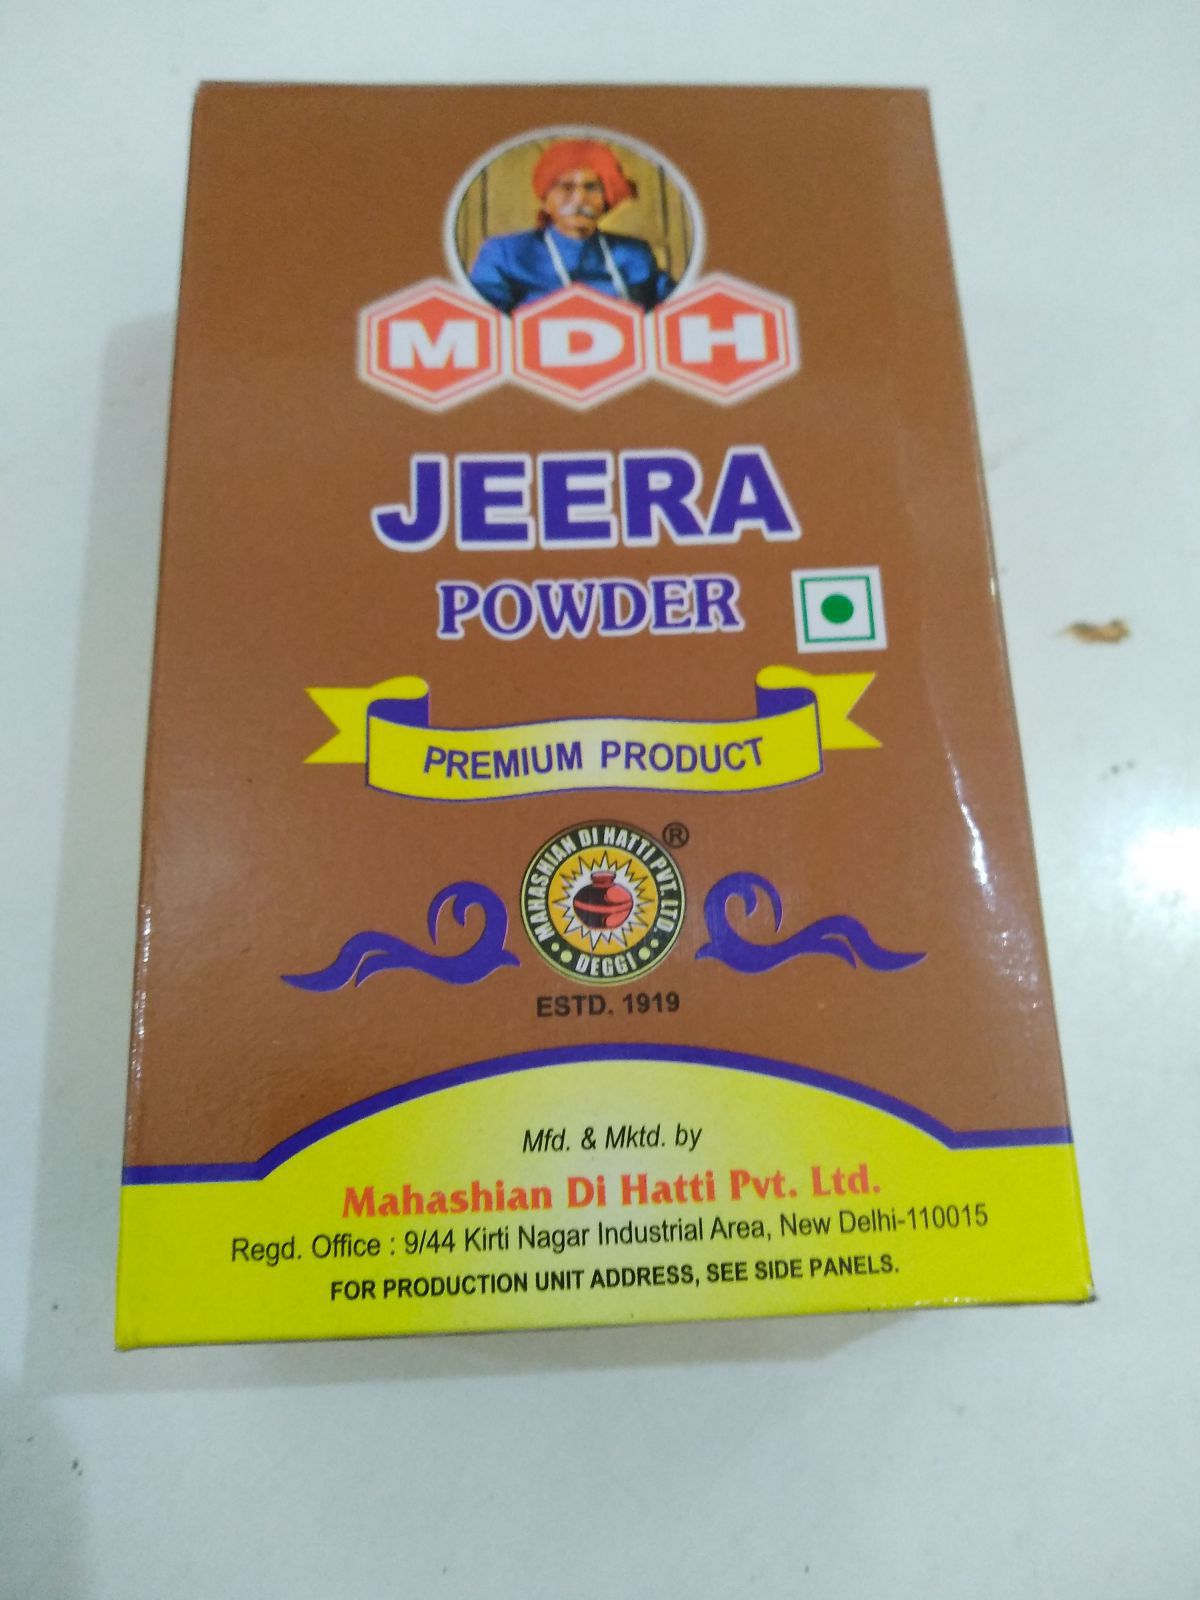 MDH
JEERA
POWDER
PREMIUM PRODUCT
MAHASHIAN DI HATTI PVT. LTD.
®
DEGGI
ESTD. 1919
Mfd. & Mktd. by
Mahashian Di Hatti Pvt. Ltd.
Regd. Office : 9/44 Kirti Nagar Industrial Area, New Delhi-110015
FOR PRODUCTION UNIT ADDRESS, SEE SIDE PANELS.